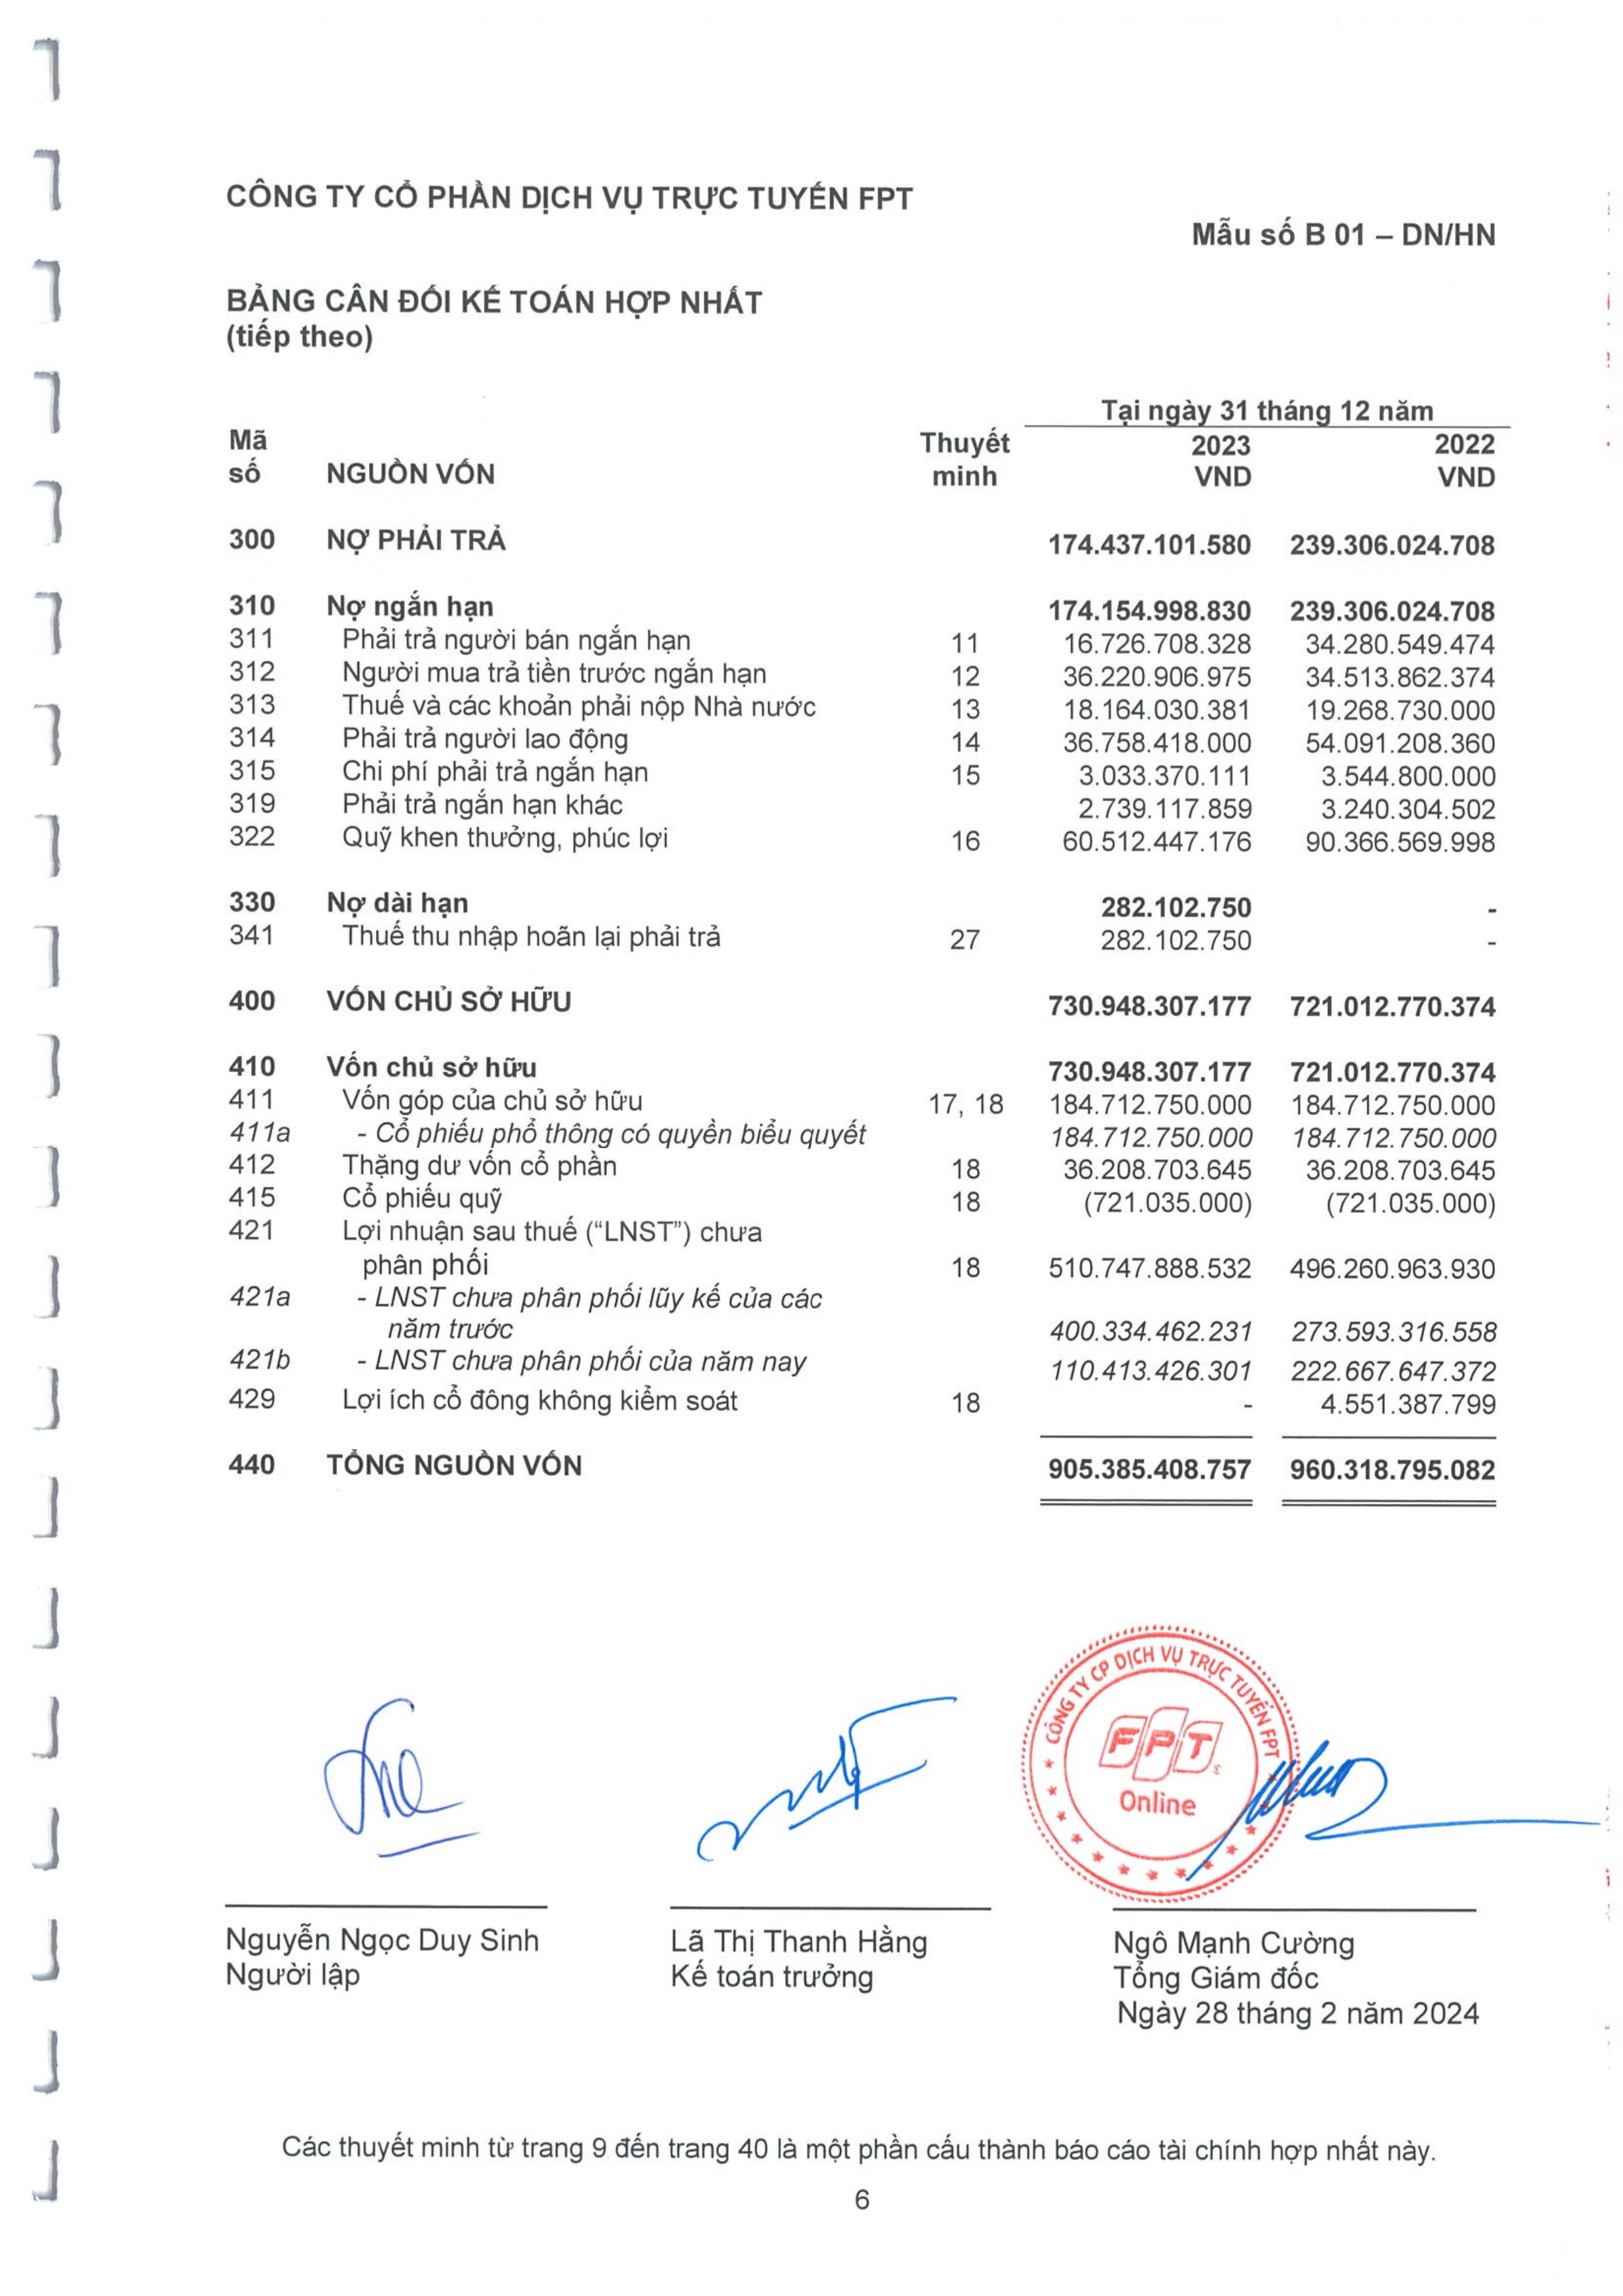 CÔNG TY CỔ PHẦN DỊCH VỤ TRỰC TUYẾN FPT
Mẫu số B 01 – DN/HN
BẢNG CÂN ĐỐI KẾ TOÁN HỢP NHẤT
(tiếp theo)
Tại ngày 31 tháng 12 năm
Mã số NGUỒN VỐN Thuyết minh 2023 VND 2022 VND
300 NỢ PHẢI TRẢ 174.437.101.580 239.306.024.708
310 Nợ ngắn hạn 174.154.998.830 239.306.024.708
311 Phải trả người bán ngắn hạn 11 16.726.708.328 34.280.549.474
312 Người mua trả tiền trước ngắn hạn 12 36.220.906.975 34.513.862.374
313 Thuế và các khoản phải nộp Nhà nước 13 18.164.030.381 19.268.730.000
314 Phải trả người lao động 14 36.758.418.000 54.091.208.360
315 Chi phí phải trả ngắn hạn 15 3.033.370.111 3.544.800.000
319 Phải trả ngắn hạn khác 2.739.117.859 3.240.304.502
322 Quỹ khen thưởng, phúc lợi 16 60.512.447.176 90.366.569.998
330 Nợ dài hạn 282.102.750 -
341 Thuế thu nhập hoãn lại phải trả 27 282.102.750 -
400 VỐN CHỦ SỞ HỮU 730.948.307.177 721.012.770.374
410 Vốn chủ sở hữu 730.948.307.177 721.012.770.374
411 Vốn góp của chủ sở hữu 17, 18 184.712.750.000 184.712.750.000
411a - Cổ phiếu phổ thông có quyền biểu quyết 184.712.750.000 184.712.750.000
412 Thặng dư vốn cổ phần 18 36.208.703.645 36.208.703.645
415 Cổ phiếu quỹ 18 (721.035.000) (721.035.000)
421 Lợi nhuận sau thuế (“LNST”) chưa
phân phối 18 510.747.888.532 496.260.963.930
421a - LNST chưa phân phối lũy kế của các
năm trước 400.334.462.231 273.593.316.558
421b - LNST chưa phân phối của năm nay 110.413.426.301 222.667.647.372
429 Lợi ích cổ đông không kiểm soát 18 - 4.551.387.799
440 TỔNG NGUỒN VỐN 905.385.408.757 960.318.795.082
CÔNG TY CP DỊCH VỤ TRỰC TUYẾN FPT
FPT
Online
Nguyễn Ngọc Duy Sinh Lã Thị Thanh Hằng Ngô Mạnh Cường
Người lập Kế toán trưởng Tổng Giám đốc
Ngày 28 tháng 2 năm 2024
Các thuyết minh từ trang 9 đến trang 40 là một phần cấu thành báo cáo tài chính hợp nhất này.
6